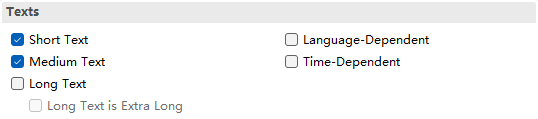 Texts
Short Text
Language-Dependent
Medium Text
Time-Dependent
Long Text
Long Text is Extra Long